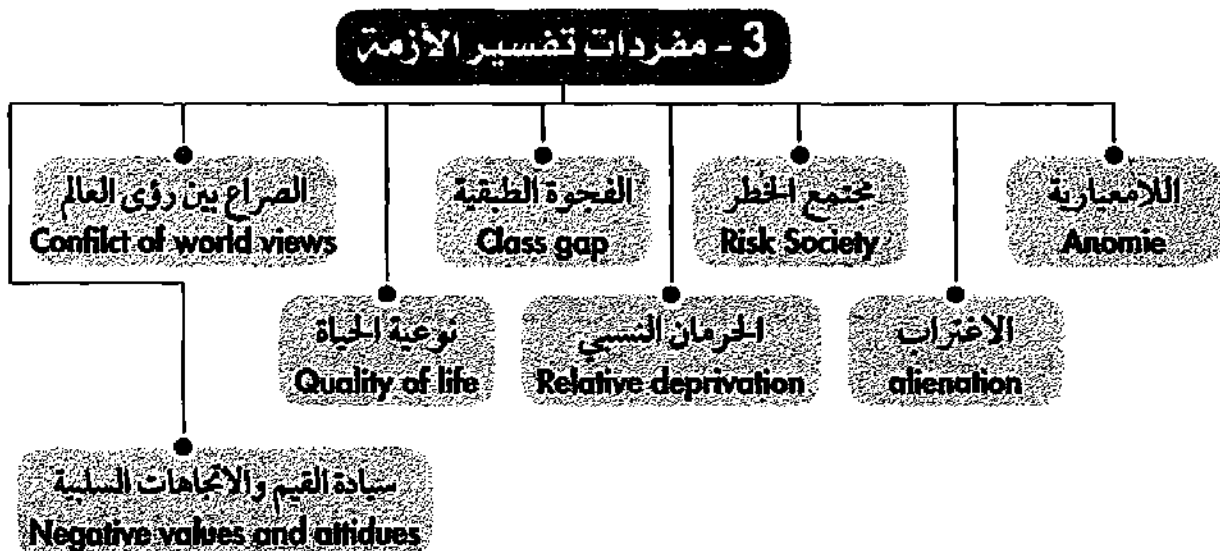 3 - مفردات تفسير الأزمة
اللامعيارية
Anomie
مجتمع الخطر
Risk Society
الفجوة الطبقية
Class gap
الصراع بين رؤى العالم
Conflict of world views
الاغتراب
alienation
الحرمان النسبي
Relative deprivation
نوعية الحياة
Quality of life
سيادة القيم والاتجاهات السلبية
Negative values and attidues